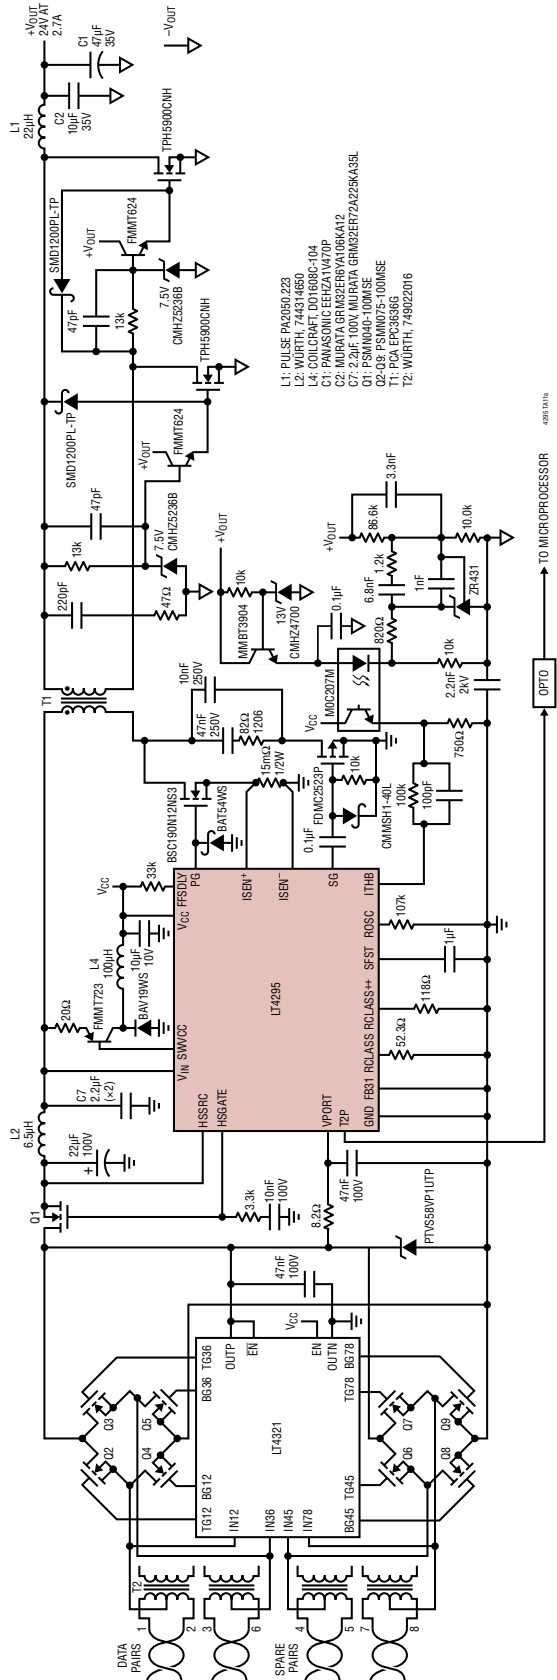 DATA
PAIRS
SPARE
PAIRS
1
2
3
6
4
5
7
8
T2
Q2
Q3
Q4
Q5
Q6
Q7
Q8
Q9
TG12
BG12
BG36
TG36
IN12
IN36
IN45
IN78
BG45
TG45
TG78
BG78
OUTP
EN
EN
OUTN
LT4321
VCC
47nF
100V
Q1
3.3k
10nF
100V
8.2Ω
47nF
100V
PTVS58VP1UTP
22µF
100V
+
L2
6.5µH
C7
2.2µF
(×2)
20Ω
FMMT723
BAV19WS
L4
100µH
10µF
10V
VCC
33k
HSSRC
HSGATE
VIN
SWVCC
VCC
FFSDLY
PG
ISEN+
ISEN–
SG
ITHB
VPORT
T2P
GND
FB31
RCLASS
RCLASS++
SFST
ROSC
LT4295
52.3Ω
118Ω
1µF
107k
BSC190N12NS3
BAT54WS
15mΩ
1/2W
47nF
250V
82Ω
1206
10nF
250V
0.1µF
FDMC2523P
10k
CMMSH1-40L
100k
100pF
750Ω
VCC
MOC207M
2.2nF
2kV
10k
820Ω
6.8nF
1.2k
1nF
ZR431
10.0k
86.6k
3.3nF
+VOUT
0.1µF
MMBT3904
10k
13V
CMHZ4700
+VOUT
T1
220pF
47Ω
13k
7.5V
CMHZ5236B
47pF
FMMT624
+VOUT
SMD1200PL-TP
TPH5900CNH
13k
47pF
7.5V
CMHZ5236B
FMMT624
+VOUT
SMD1200PL-TP
TPH5900CNH
L1
22µH
C2
10µF
35V
C1
47µF
35V
+VOUT
24V AT
2.7A
–VOUT
OPTO
TO MICROPROCESSOR
L1: PULSE PA2050.223
L2: WÜRTH, 744314650
L4: COILCRAFT, DO1608C-104
C1: PANASONIC EEHZA1V470P
C2: MURATA GRM32ER6YA106KA12
C7: 2.2µF, 100V, MURATA GRM32ER72A225KA35L
Q1: PSMN040-100MSE
Q2-Q9: PSMN075-100MSE
T1: PCA EPC3636G
T2: WÜRTH, 749022016
4295 TA11a